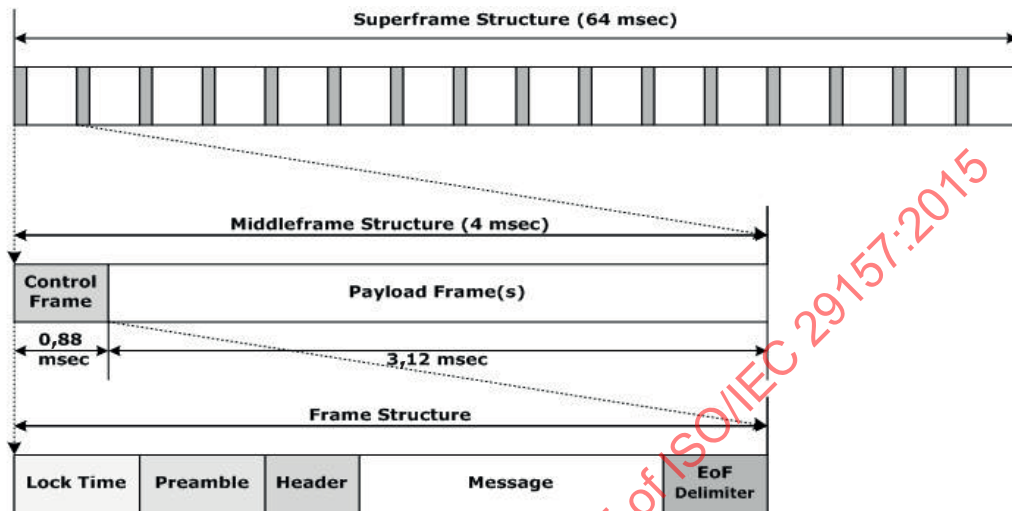 Superframe Structure (64 msec)
Middleframe Structure (4 msec)
Control
Frame
Payload Frame(s)
0,88
msec
3,12 msec
Frame Structure
Lock Time
Preamble
Header
Message
EoF
Delimiter
of ISO/IEC 29157:2015